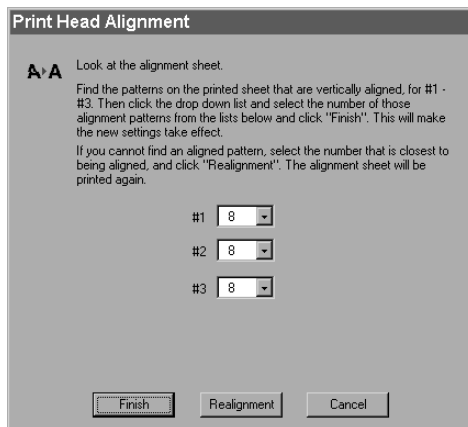 Print Head Alignment
A A
Look at the alignment sheet.
Find the patterns on the printed sheet that are vertically aligned, for #1 -
#3. Then click the drop down list and select the number of those
alignment patterns from the lists below and click "Finish". This will make
the new settings take effect.
If you cannot find an aligned pattern, select the number that is closest to
being aligned, and click "Realignment". The alignment sheet will be
printed again.
#1 8
#2 8
#3 8
Finish Realignment Cancel